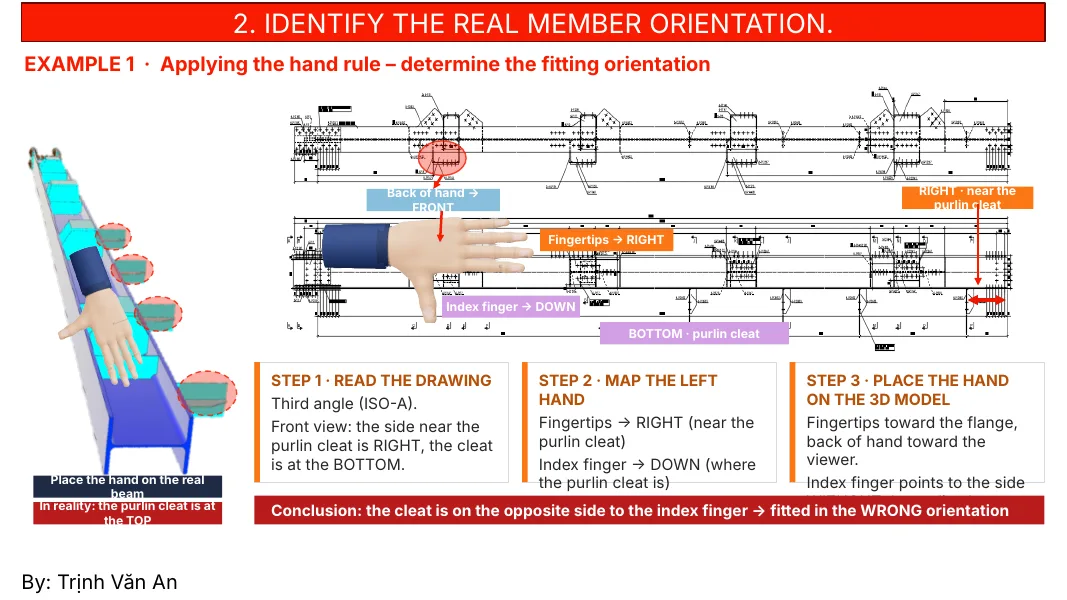 2. IDENTIFY THE REAL MEMBER ORIENTATION.
EXAMPLE 1 · Applying the hand rule – determine the fitting orientation
Back of hand →
FRONT
RIGHT · near the
purlin cleat
Fingertips → RIGHT
Index finger → DOWN
BOTTOM · purlin cleat
Place the hand on the real
beam
In reality: the purlin cleat is at
the TOP
STEP 1 · READ THE DRAWING
Third angle (ISO-A).
Front view: the side near the
purlin cleat is RIGHT, the cleat
is at the BOTTOM.
STEP 2 · MAP THE LEFT
HAND
Fingertips → RIGHT (near the
purlin cleat)
Index finger → DOWN (where
the purlin cleat is)
STEP 3 · PLACE THE HAND
ON THE 3D MODEL
Fingertips toward the flange,
back of hand toward the
viewer.
Index finger points to the side
Conclusion: the cleat is on the opposite side to the index finger → fitted in the WRONG orientation
By: Trịnh Văn An